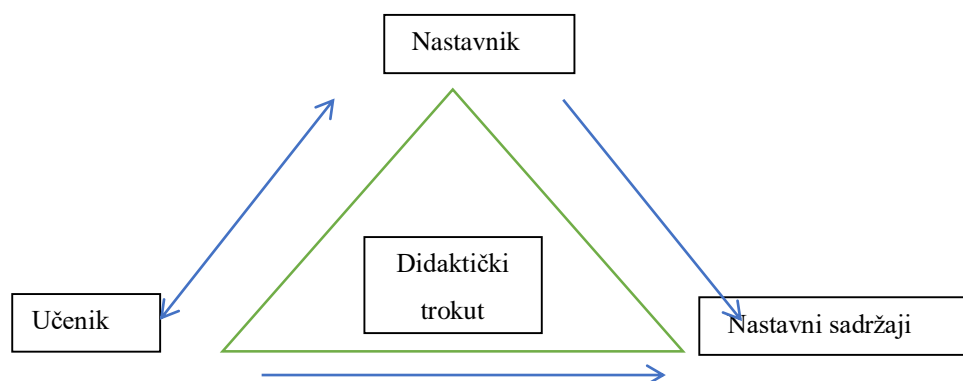 Nastavnik
Didaktički
trokut
Učenik
Nastavni sadržaji